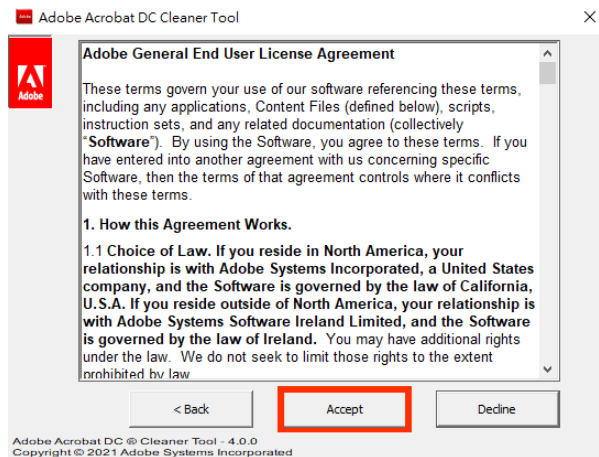 Adobe Acrobat DC Cleaner Tool
Adobe
Adobe General End User License Agreement
These terms govern your use of our software referencing these terms,
including any applications, Content Files (defined below), scripts,
instruction sets, and any related documentation (collectively
“Software”). By using the Software, you agree to these terms. If you
have entered into another agreement with us concerning specific
Software, then the terms of that agreement controls where it conflicts
with these terms.
1. How this Agreement Works.
1.1 Choice of Law. If you reside in North America, your
relationship is with Adobe Systems Incorporated, a United States
company, and the Software is governed by the law of California,
U.S.A. If you reside outside of North America, your relationship is
with Adobe Systems Software Ireland Limited, and the Software
is governed by the law of Ireland. You may have additional rights
under the law. We do not seek to limit those rights to the extent
prohibited by law
< Back
Accept
Decline
Adobe Acrobat DC ® Cleaner Tool - 4.0.0
Copyright © 2021 Adobe Systems Incorporated